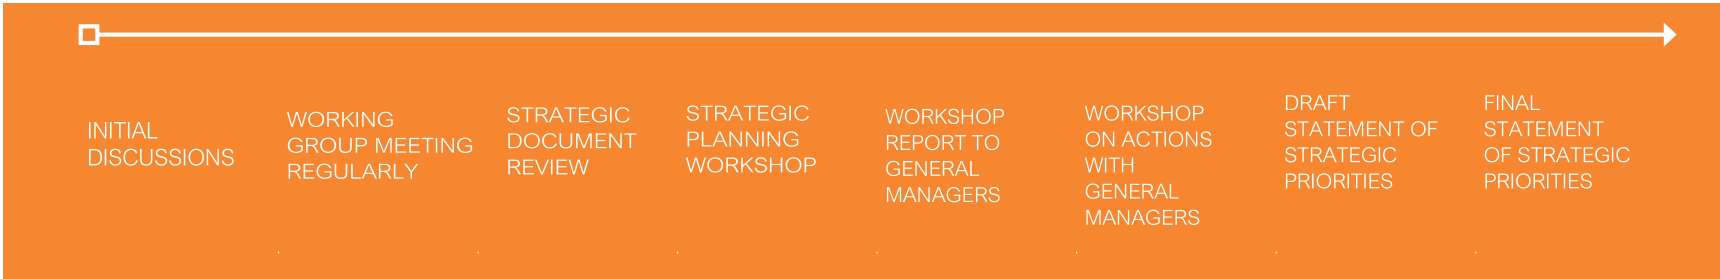 INITIAL
DISCUSSIONS
WORKING
GROUP MEETING
REGULARLY
STRATEGIC
DOCUMENT
REVIEW
STRATEGIC
PLANNING
WORKSHOP
WORKSHOP
REPORT TO
GENERAL
MANAGERS
WORKSHOP
ON ACTIONS
WITH
GENERAL
MANAGERS
DRAFT
STATEMENT OF
STRATEGIC
PRIORITIES
FINAL
STATEMENT
OF STRATEGIC
PRIORITIES